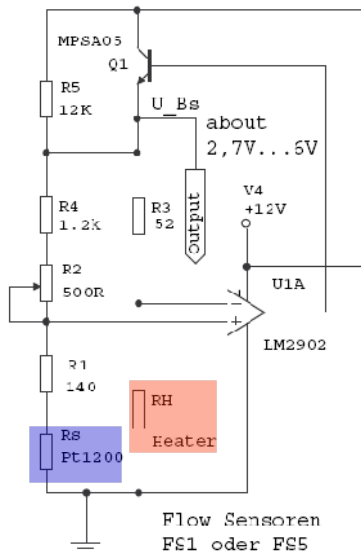 MPSA05
Q1
R5
12K
U_Bs
about
2,7V...6V
V4
+12V
R4
1.2k
R3
52
output
R2
500R
U1A
-
+
LM2902
R1
140
RH
Heater
Rs
Pt1200
Flow Sensoren
FS1 oder FS5